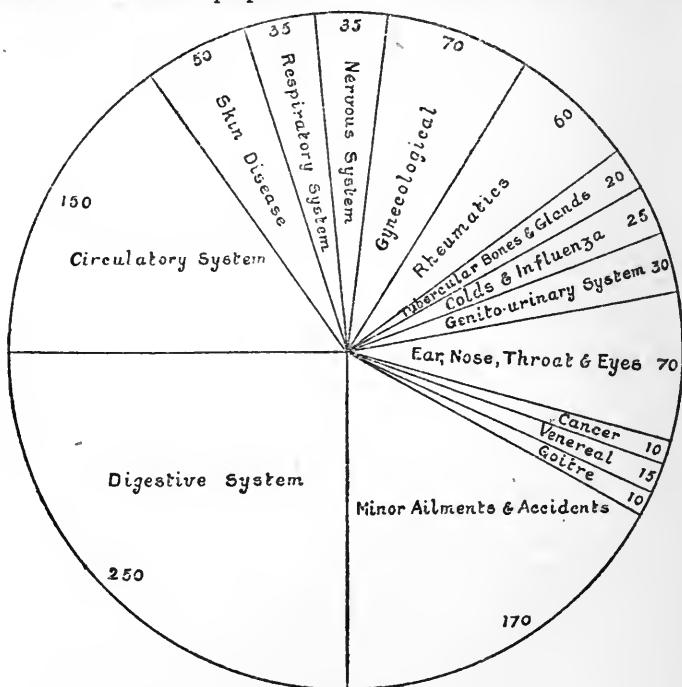 50
Skin Disease
35
Respiratory System
35
Nervous System
70
Gynecological
60
Rheumatics
Tubercular Bones & Glands 20
Colds & Influenza 25
Genito-urinary System 30
Ear, Nose, Throat & Eyes 70
Cancer 10
Venereal 15
Goitre 10
Minor Ailments & Accidents
170
Digestive System
250
150
Circulatory System